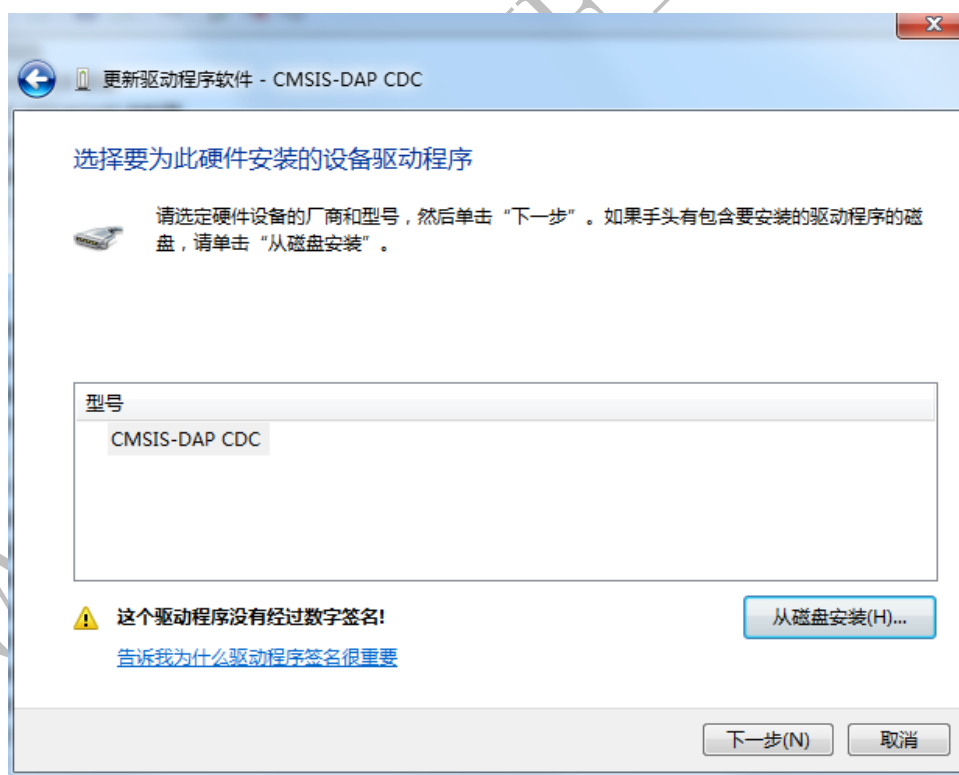 更新驱动程序软件 - CMSIS-DAP CDC
选择要为此硬件安装的设备驱动程序
请选定硬件设备的厂商和型号，然后单击“下一步”。如果手头有包含要安装的驱动程序的磁
盘，请单击“从磁盘安装”。
型号
CMSIS-DAP CDC
这个驱动程序没有经过数字签名!
从磁盘安装(H)...
告诉我为什么驱动程序签名很重要
下一步(N)
取消